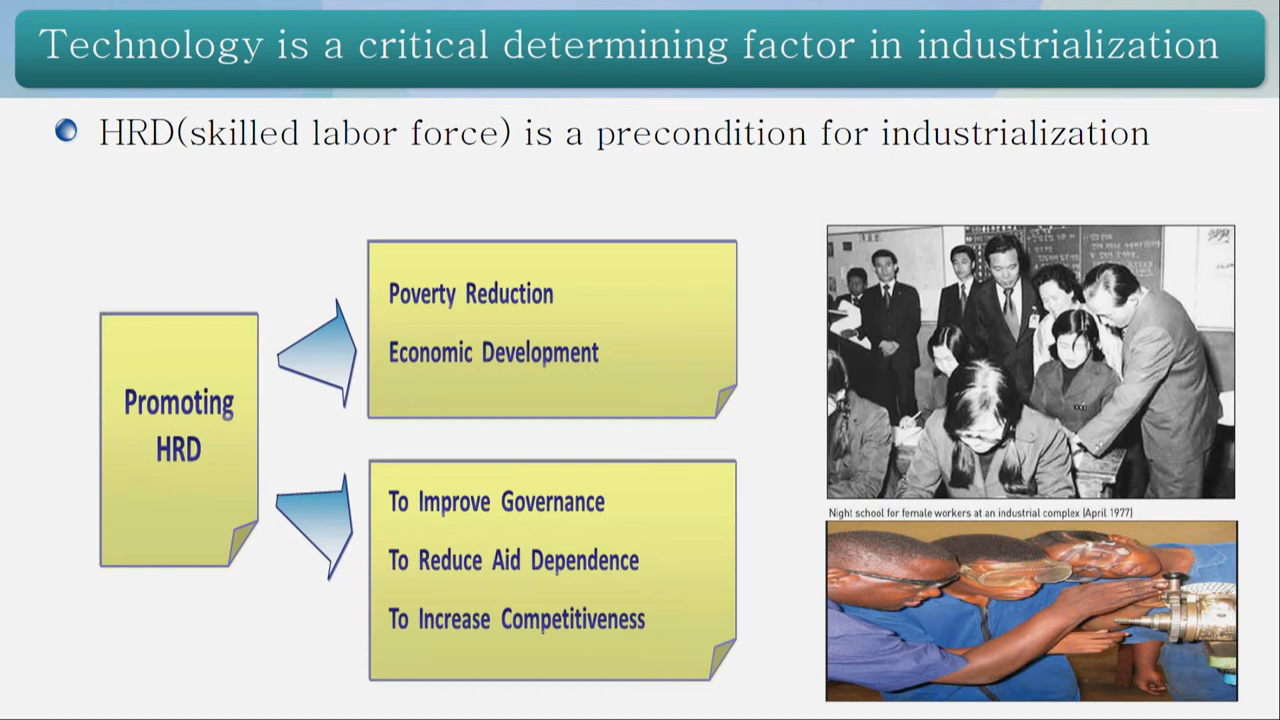 Technology is a critical determining factor in industrialization
HRD(skilled labor force) is a precondition for industrialization
Promoting
HRD
Poverty Reduction
Economic Development
To Improve Governance
To Reduce Aid Dependence
To Increase Competitiveness
Night school for female workers at an industrial complex (April 1977)